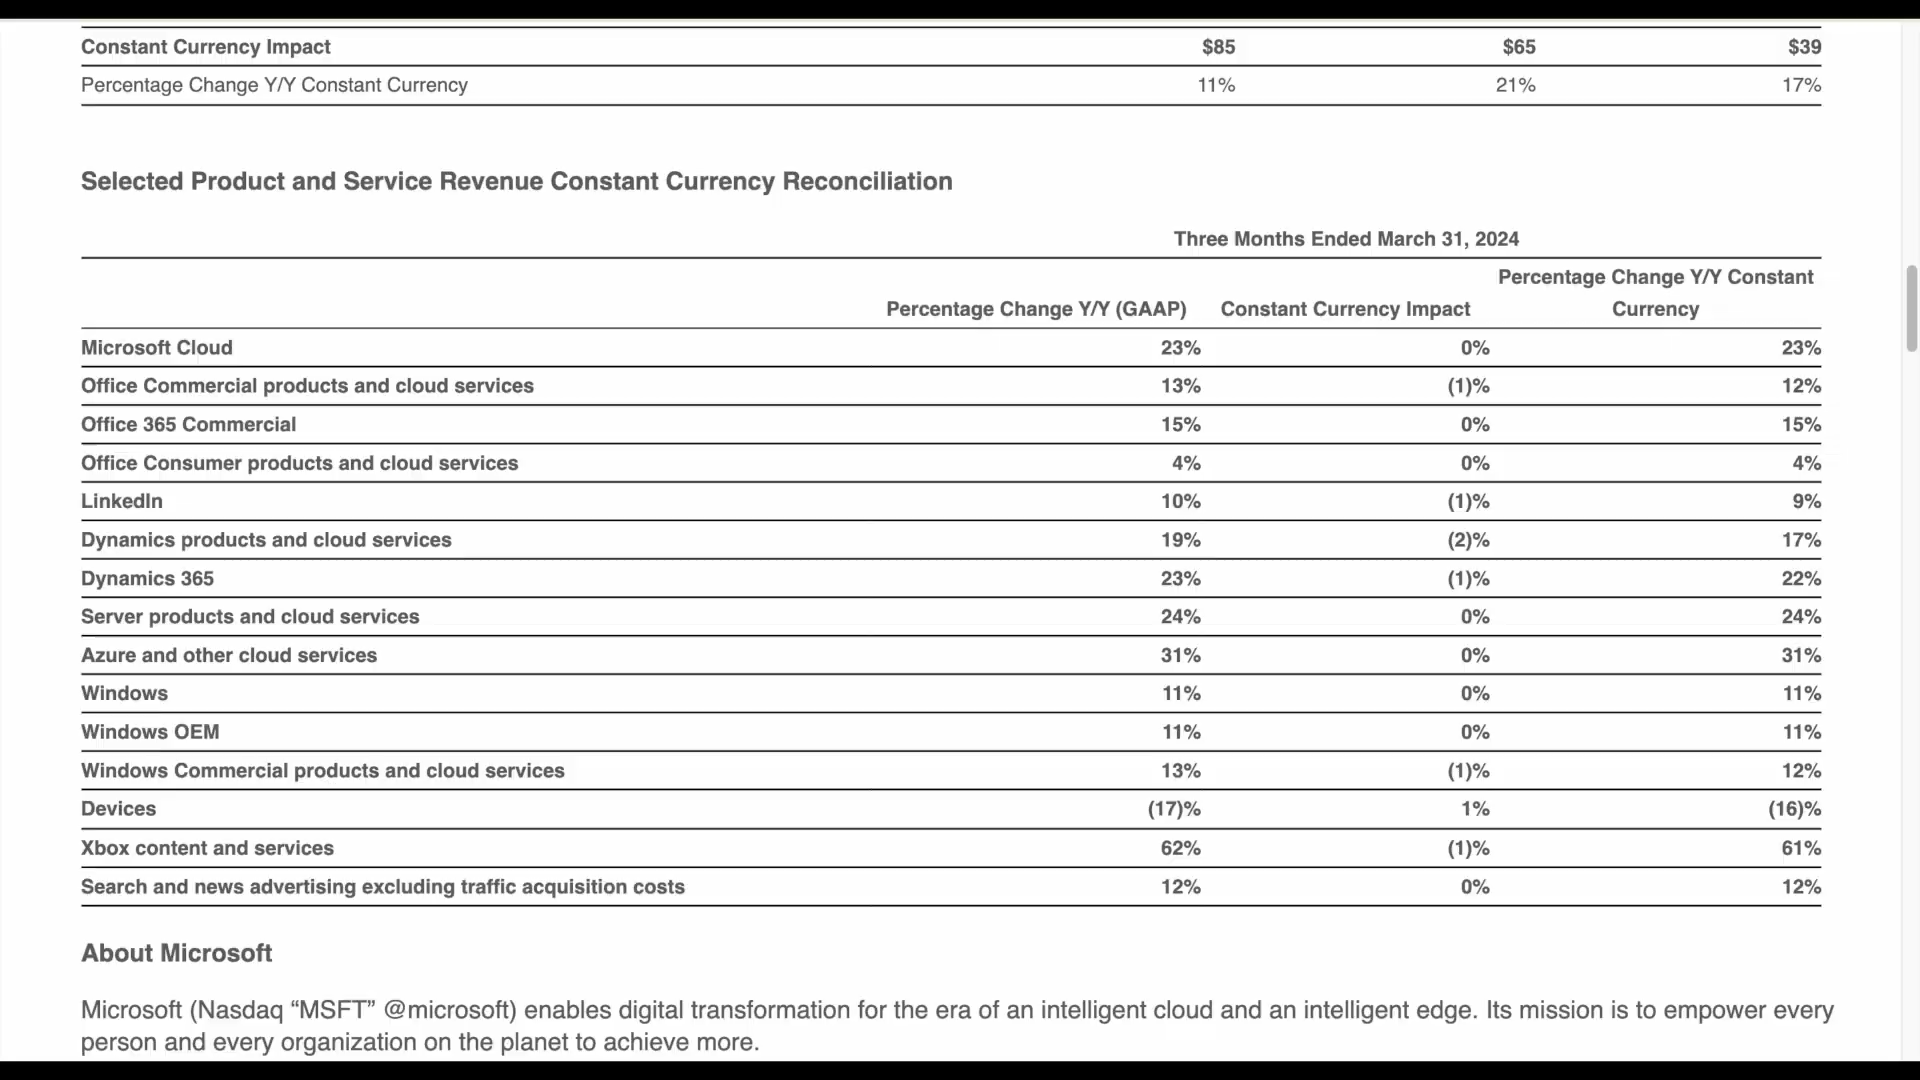 Constant Currency Impact $85 $65 $39
Percentage Change Y/Y Constant Currency 11% 21% 17%
Selected Product and Service Revenue Constant Currency Reconciliation
Three Months Ended March 31, 2024
Percentage Change Y/Y (GAAP) Constant Currency Impact Percentage Change Y/Y Constant Currency
Microsoft Cloud 23% 0% 23%
Office Commercial products and cloud services 13% (1)% 12%
Office 365 Commercial 15% 0% 15%
Office Consumer products and cloud services 4% 0% 4%
LinkedIn 10% (1)% 9%
Dynamics products and cloud services 19% (2)% 17%
Dynamics 365 23% (1)% 22%
Server products and cloud services 24% 0% 24%
Azure and other cloud services 31% 0% 31%
Windows 11% 0% 11%
Windows OEM 11% 0% 11%
Windows Commercial products and cloud services 13% (1)% 12%
Devices (17)% 1% (16)%
Xbox content and services 62% (1)% 61%
Search and news advertising excluding traffic acquisition costs 12% 0% 12%
About Microsoft
Microsoft (Nasdaq “MSFT” @microsoft) enables digital transformation for the era of an intelligent cloud and an intelligent edge. Its mission is to empower every
person and every organization on the planet to achieve more.